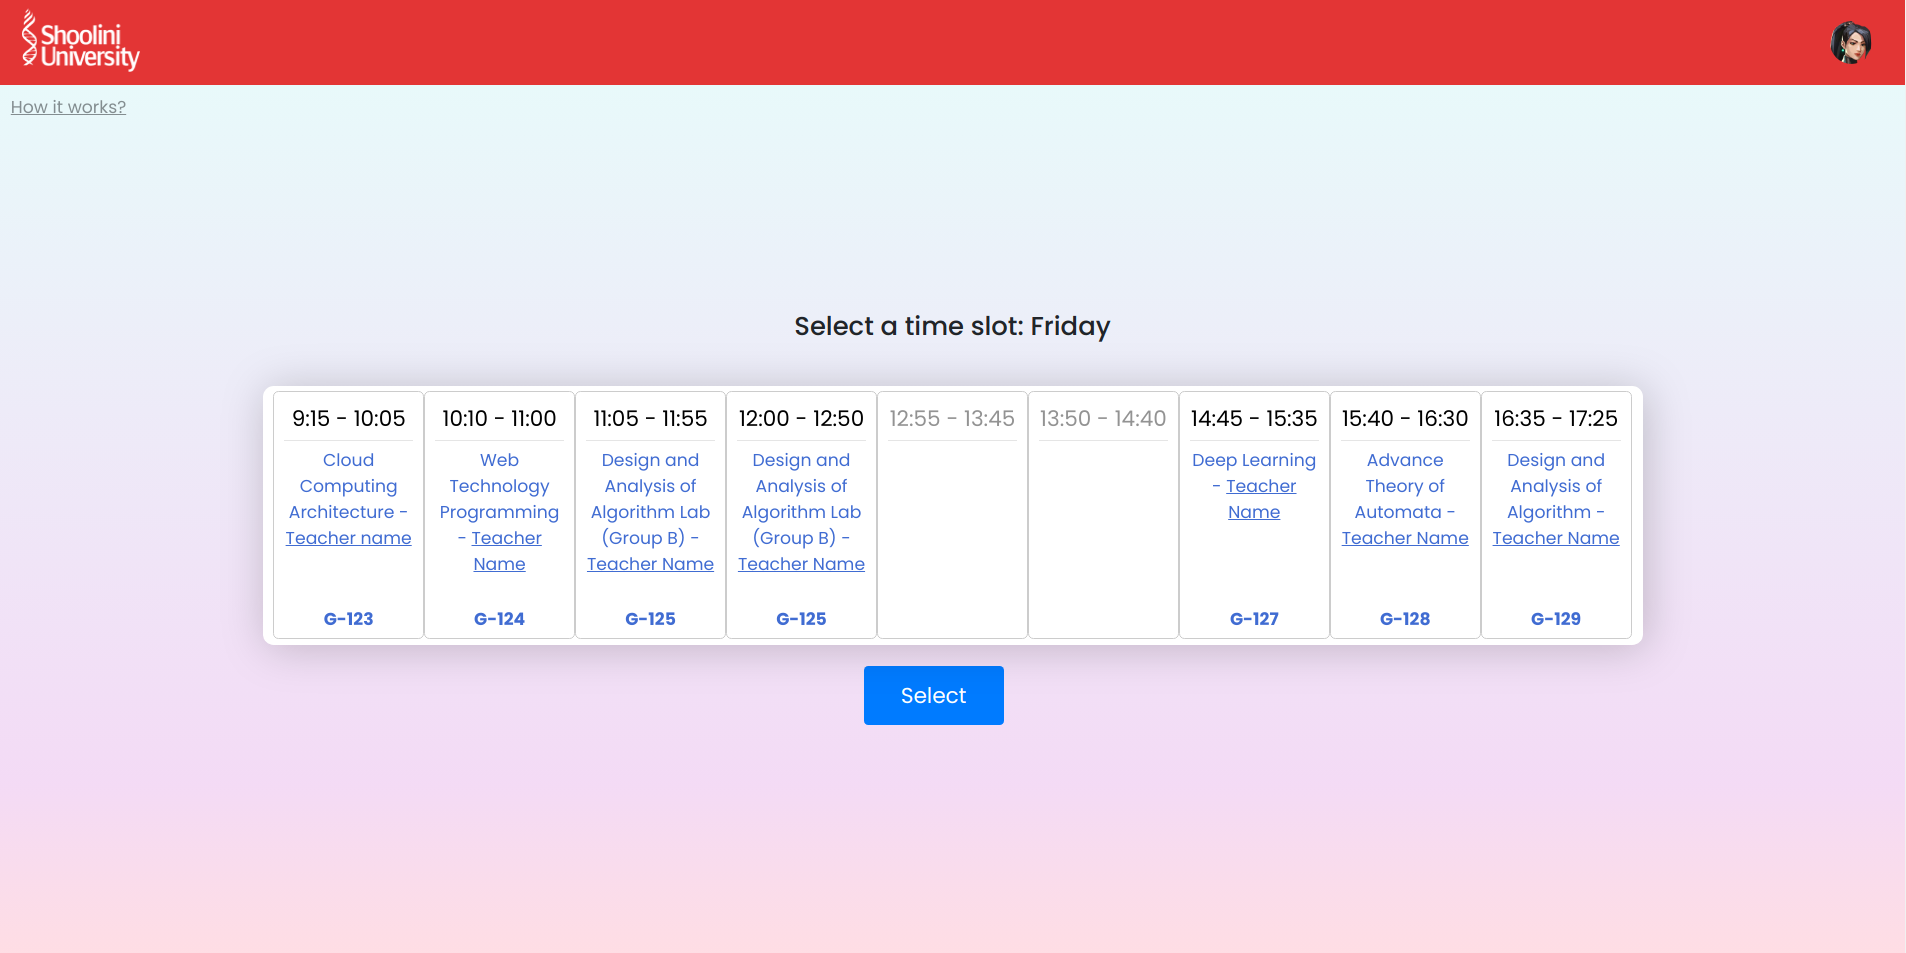 Shoolini
University
How it works?
Select a time slot: Friday
9:15 - 10:05
Cloud
Computing
Architecture -
Teacher name
G-123
10:10 - 11:00
Web
Technology
Programming
- Teacher
Name
G-124
11:05 - 11:55
Design and
Analysis of
Algorithm Lab
(Group B) -
Teacher Name
G-125
12:00 - 12:50
Design and
Analysis of
Algorithm Lab
(Group B) -
Teacher Name
G-125
12:55 - 13:45
13:50 - 14:40
14:45 - 15:35
Deep Learning
- Teacher
Name
G-127
15:40 - 16:30
Advance
Theory of
Automata -
Teacher Name
G-128
16:35 - 17:25
Design and
Analysis of
Algorithm -
Teacher Name
G-129
Select